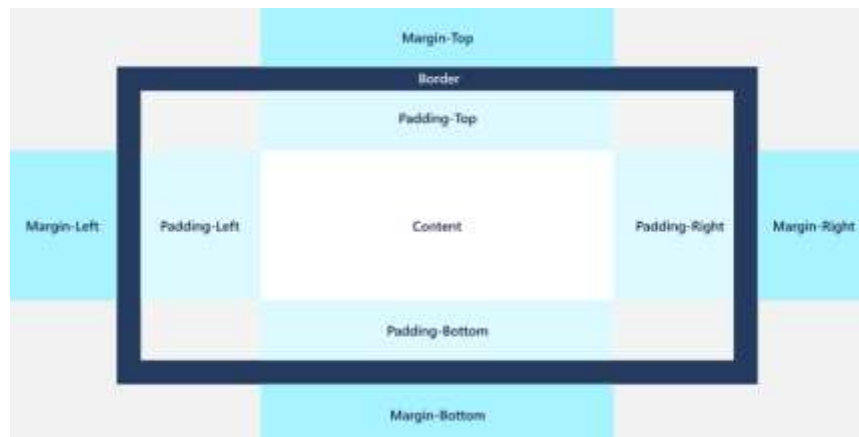 Margin-Top
Border
Padding-Top
Margin-Left
Padding-Left
Content
Padding-Right
Margin-Right
Padding-Bottom
Margin-Bottom